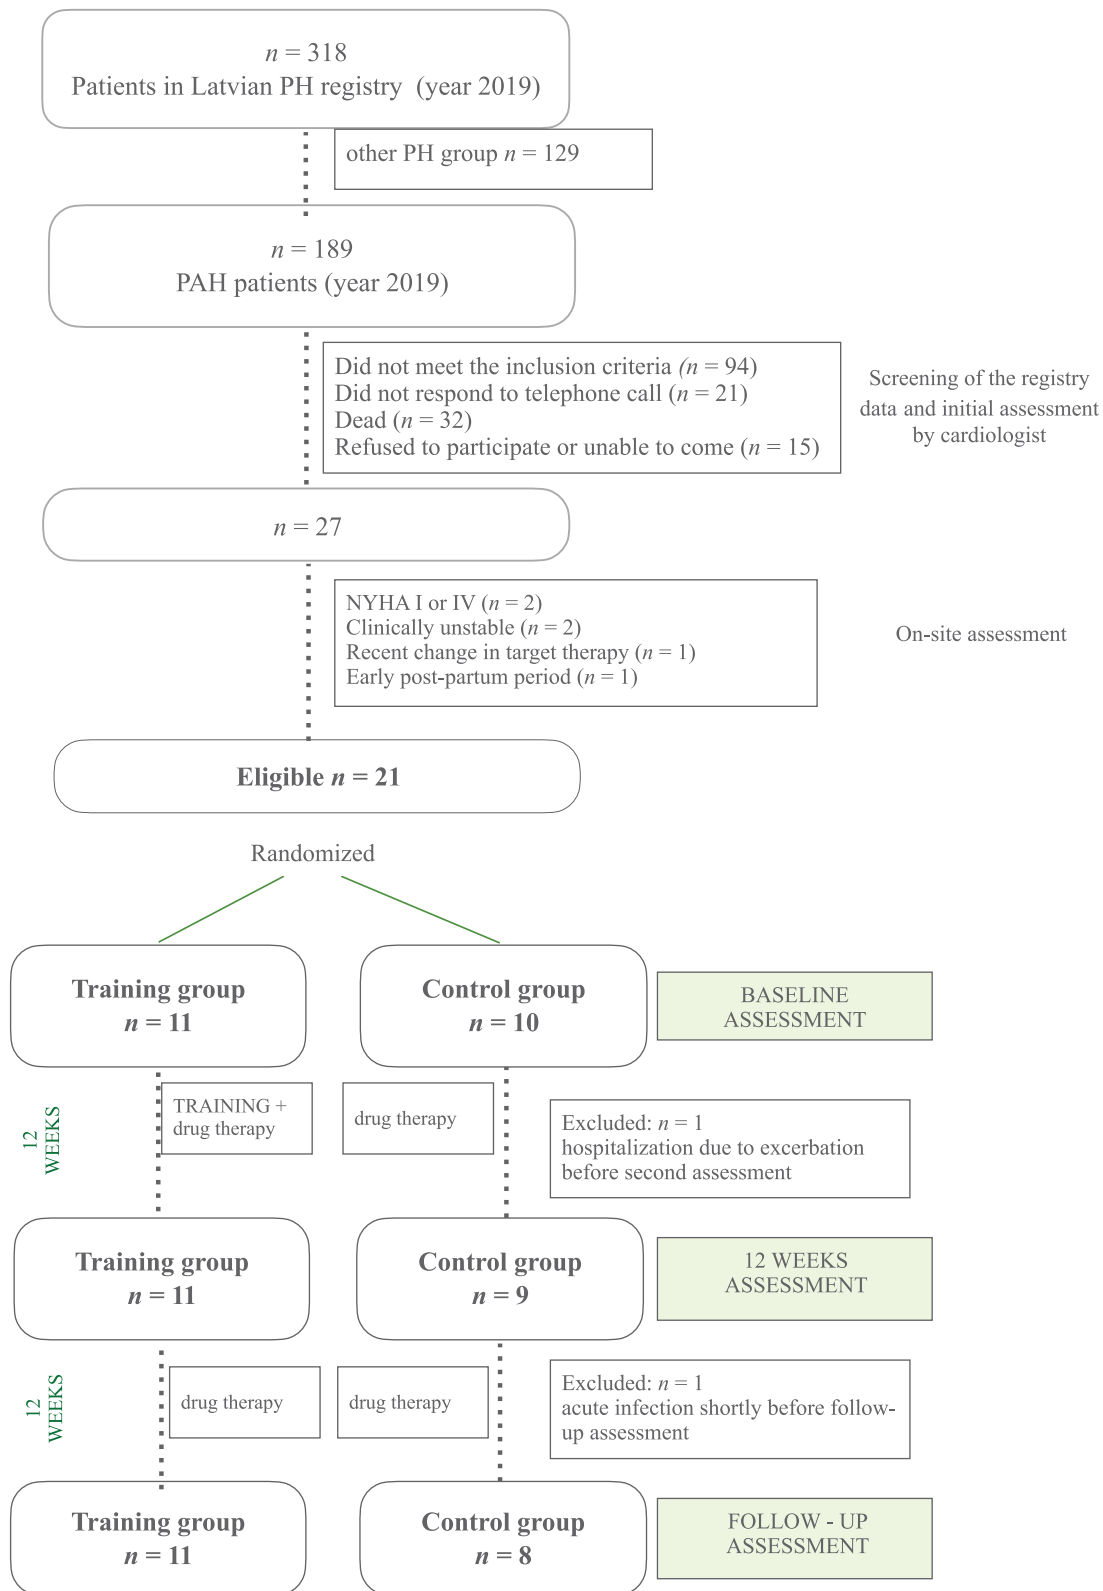 n = 318
Patients in Latvian PH registry (year 2019)
other PH group n = 129
n = 189
PAH patients (year 2019)
Did not meet the inclusion criteria (n = 94)
Did not respond to telephone call (n = 21)
Dead (n = 32)
Refused to participate or unable to come (n = 15)
Screening of the registry
data and initial assessment
by cardiologist
n = 27
NYHA I or IV (n = 2)
Clinically unstable (n = 2)
Recent change in target therapy (n = 1)
Early post-partum period (n = 1)
On-site assessment
Eligible n = 21
Randomized
Training group
n = 11
Control group
n = 10
BASELINE
ASSESSMENT
12
WEEKS
TRAINING +
drug therapy
drug therapy
Excluded: n = 1
hospitalization due to excerbation
before second assessment
Training group
n = 11
Control group
n = 9
12 WEEKS
ASSESSMENT
12
WEEKS
drug therapy
drug therapy
Excluded: n = 1
acute infection shortly before follow-
up assessment
Training group
n = 11
Control group
n = 8
FOLLOW - UP
ASSESSMENT